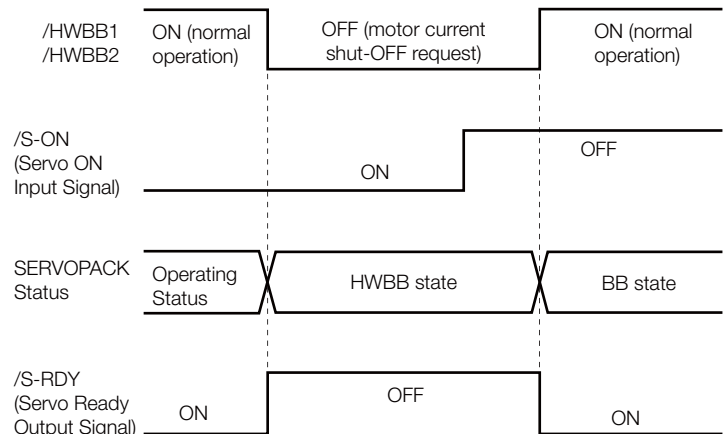 /HWBB1
/HWBB2
ON (normal
operation)
OFF (motor current
shut-OFF request)
ON (normal
operation)
/S-ON
(Servo ON
Input Signal)
ON
OFF
SERVOPACK
Status
Operating
Status
HWBB state
BB state
/S-RDY
(Servo Ready
Output Signal)
ON
OFF
ON